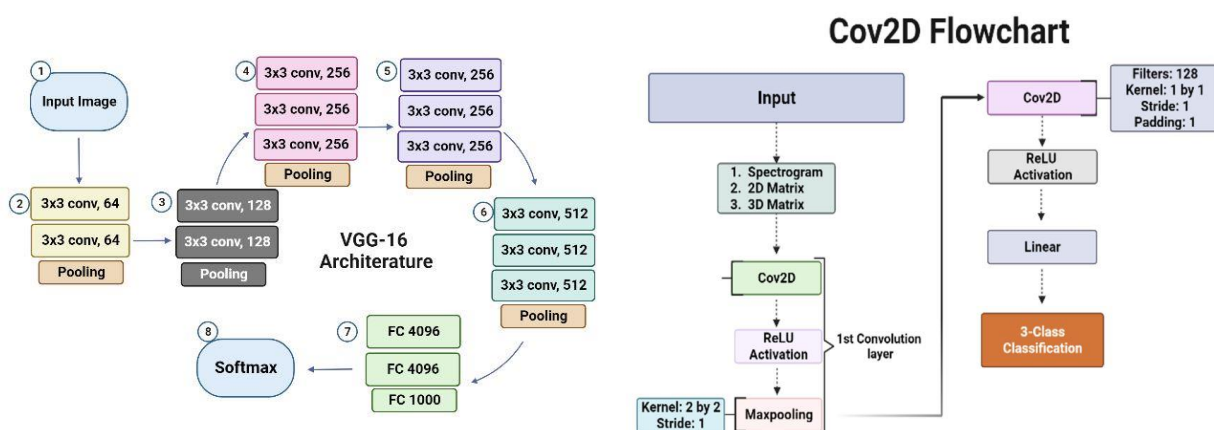 1
Input Image
2
3x3 conv, 64
3x3 conv, 64
Pooling
3
3x3 conv, 128
3x3 conv, 128
Pooling
4
3x3 conv, 256
3x3 conv, 256
3x3 conv, 256
Pooling
5
3x3 conv, 256
3x3 conv, 256
3x3 conv, 256
Pooling
6
3x3 conv, 512
3x3 conv, 512
3x3 conv, 512
Pooling
VGG-16
Architerature
7
FC 4096
FC 4096
FC 1000
8
Softmax
Cov2D Flowchart
Input
1. Spectrogram
2. 2D Matrix
3. 3D Matrix
Cov2D
ReLU
Activation
1st Convolution
layer
Kernel: 2 by 2
Stride: 1
Maxpooling
Cov2D
Filters: 128
Kernel: 1 by 1
Stride: 1
Padding: 1
ReLU
Activation
Linear
3-Class
Classification